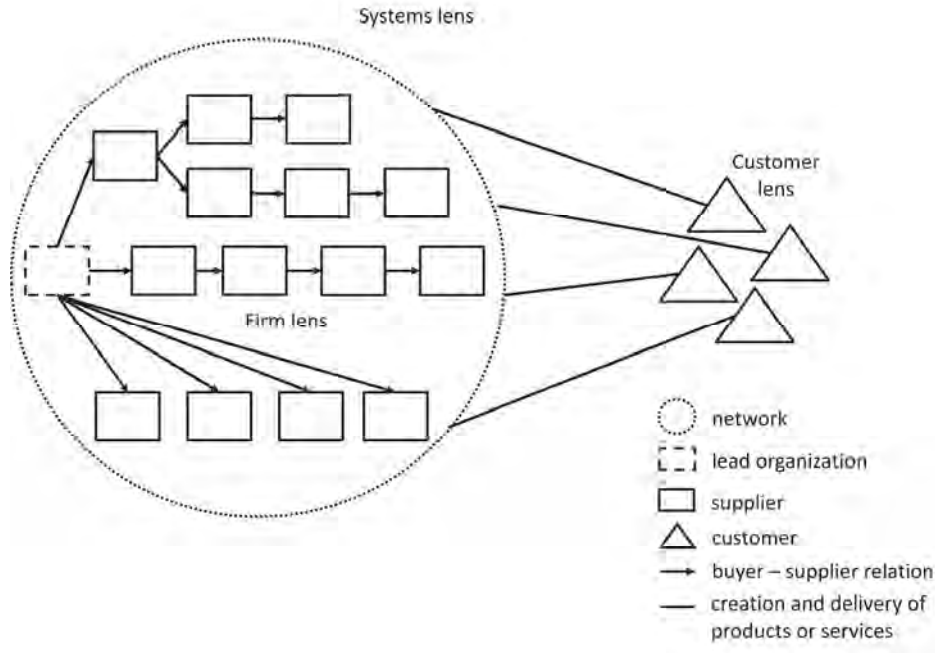 Systems lens
Customer
lens
Firm lens
network
lead organization
supplier
customer
buyer – supplier relation
creation and delivery of
products or services